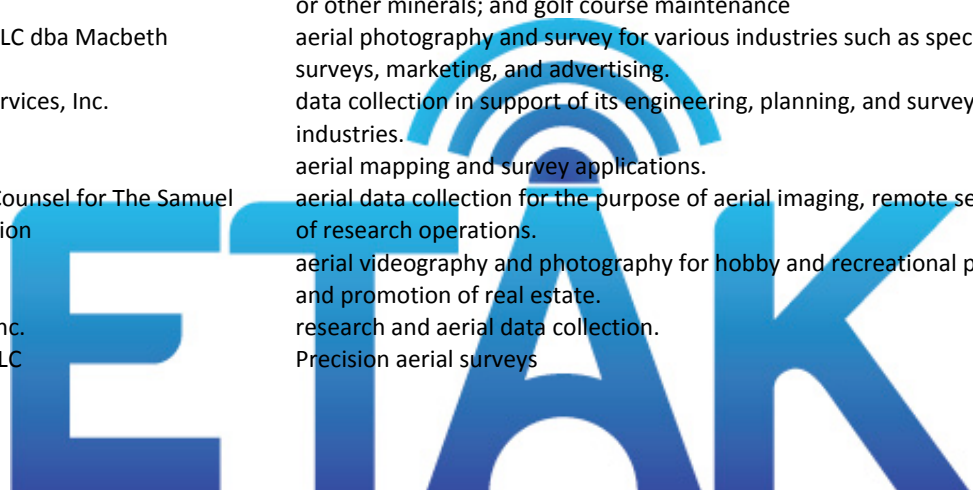 or other minerals; and golf course maintenance
LC dba Macbeth aerial photography and survey for various industries such as spec
surveys, marketing, and advertising.
rvices, Inc. data collection in support of its engineering, planning, and survey
industries.
aerial mapping and survey applications.
Counsel for The Samuel aerial data collection for the purpose of aerial imaging, remote se
ion of research operations.
aerial videography and photography for hobby and recreational p
and promotion of real estate.
nc. research and aerial data collection.
LC Precision aerial surveys
ETAK